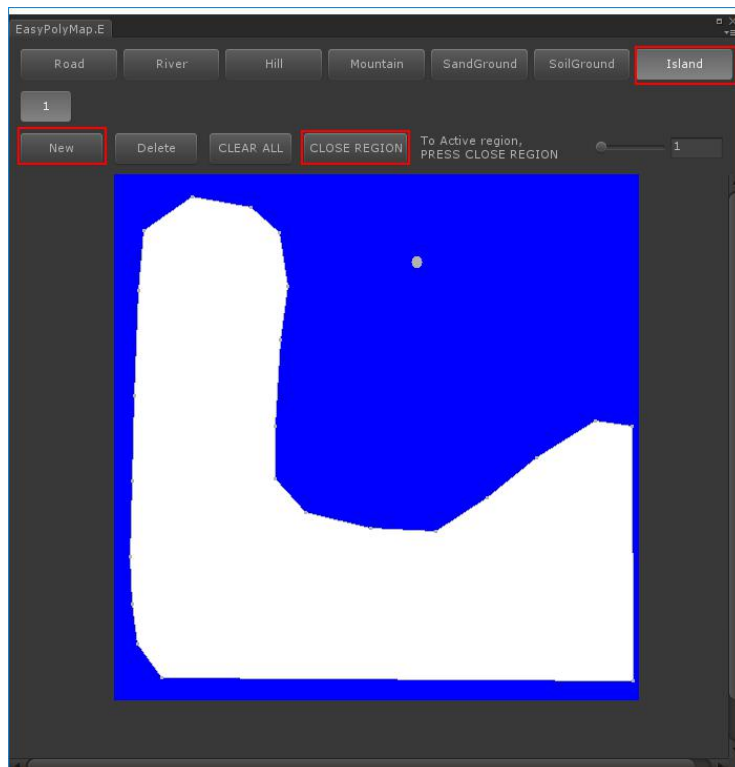 EasyPolyMap.E
Road River Hill Mountain SandGround SoilGround Island
1
New Delete CLEAR ALL CLOSE REGION To Active region, 1
PRESS CLOSE REGION